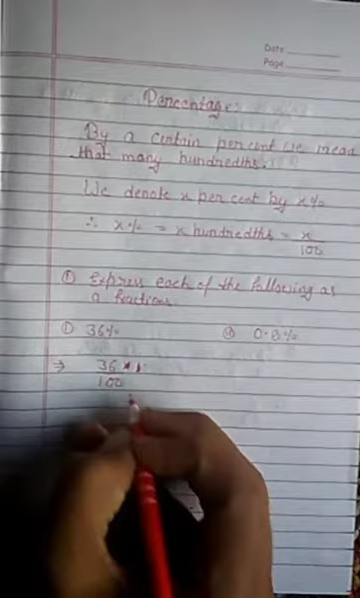 Date
Page
Percentage:
By a certain per cent we mean
that many hundredths.
We denote x per cent by x%
∴ x% = x hundredths = x/100
① Express each of the following as
a fractions.
① 36% ② 0.8%
⇒ 36
100